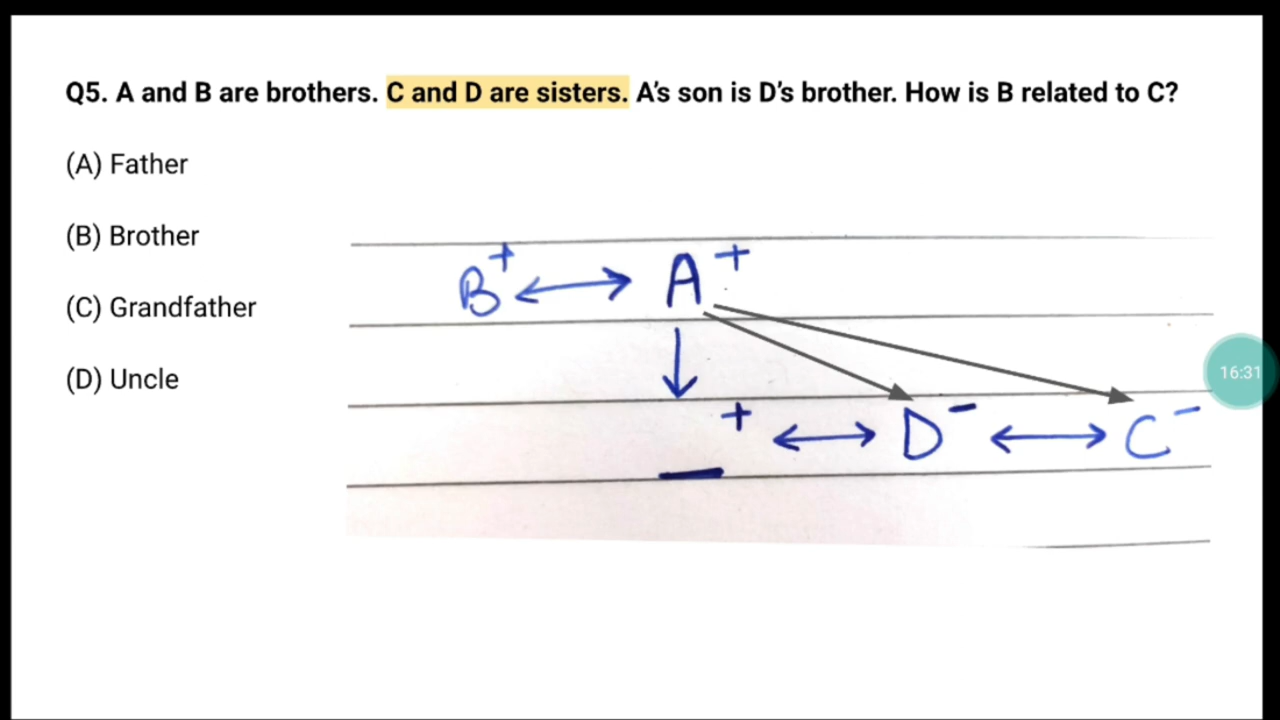 Q5. A and B are brothers. C and D are sisters. A's son is D's brother. How is B related to C?
(A) Father
(B) Brother
(C) Grandfather
(D) Uncle
B+ ↔ A+
16:31
+ ↔ D- ↔ C-